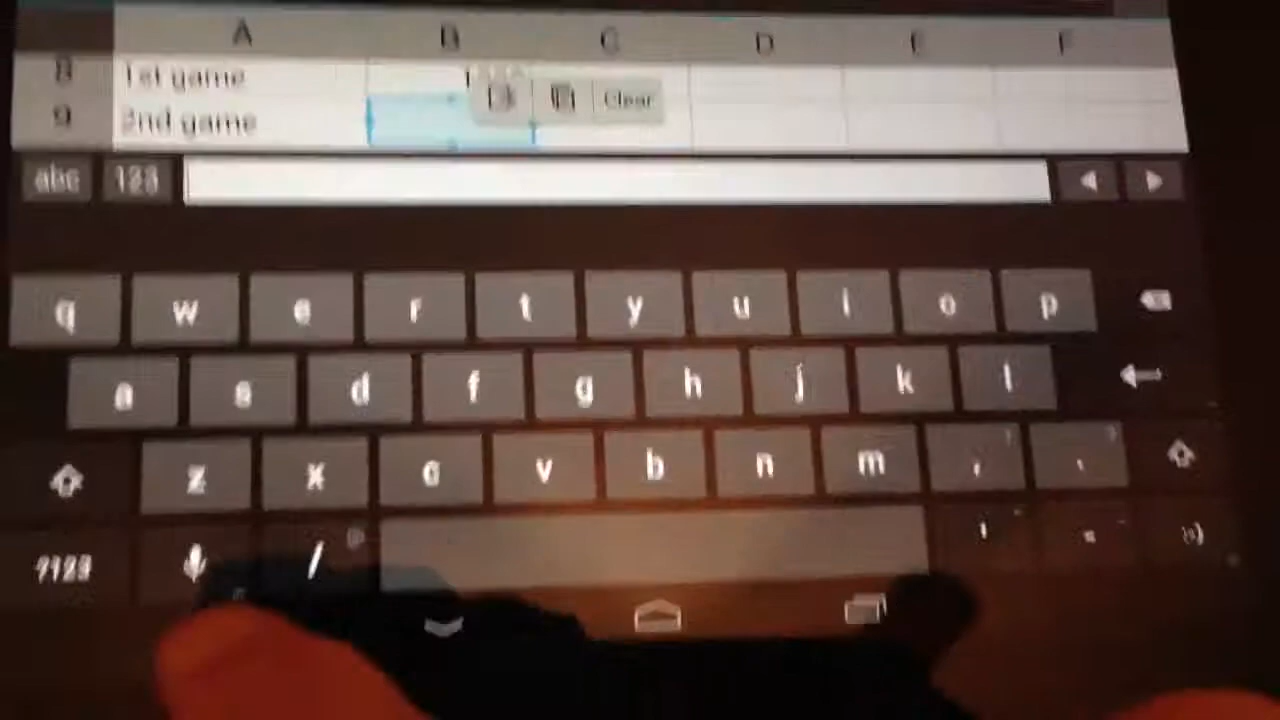 A B C D E F
8 1st game
9 2nd game
Clear
abc 123
q w e r t y u i o p
a s d f g h j k l
z x c v b n m
?123 /